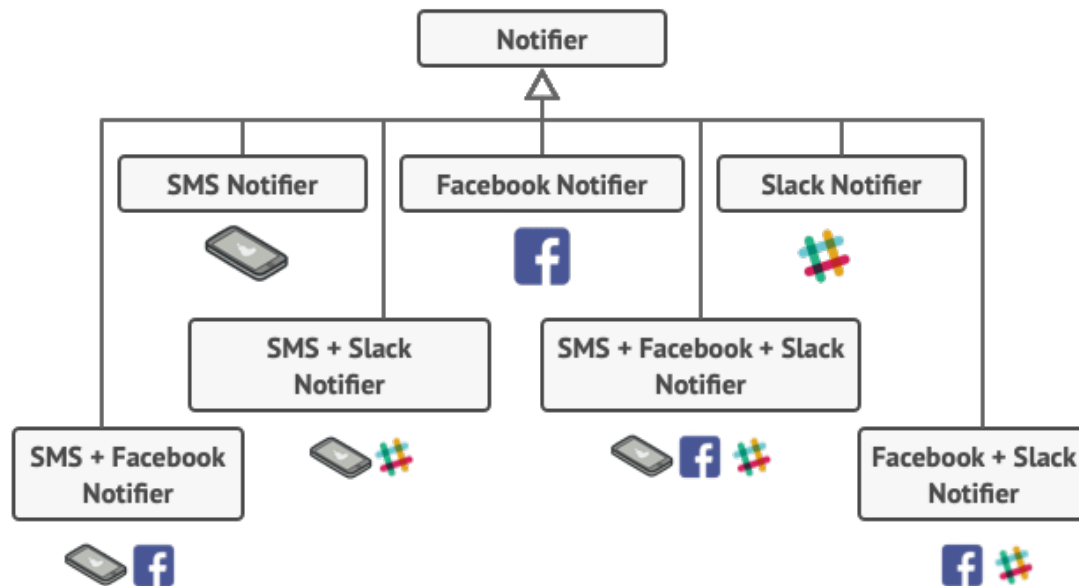 Notifier
SMS Notifier
Facebook Notifier
Slack Notifier
SMS + Slack
Notifier
SMS + Facebook + Slack
Notifier
SMS + Facebook
Notifier
Facebook + Slack
Notifier